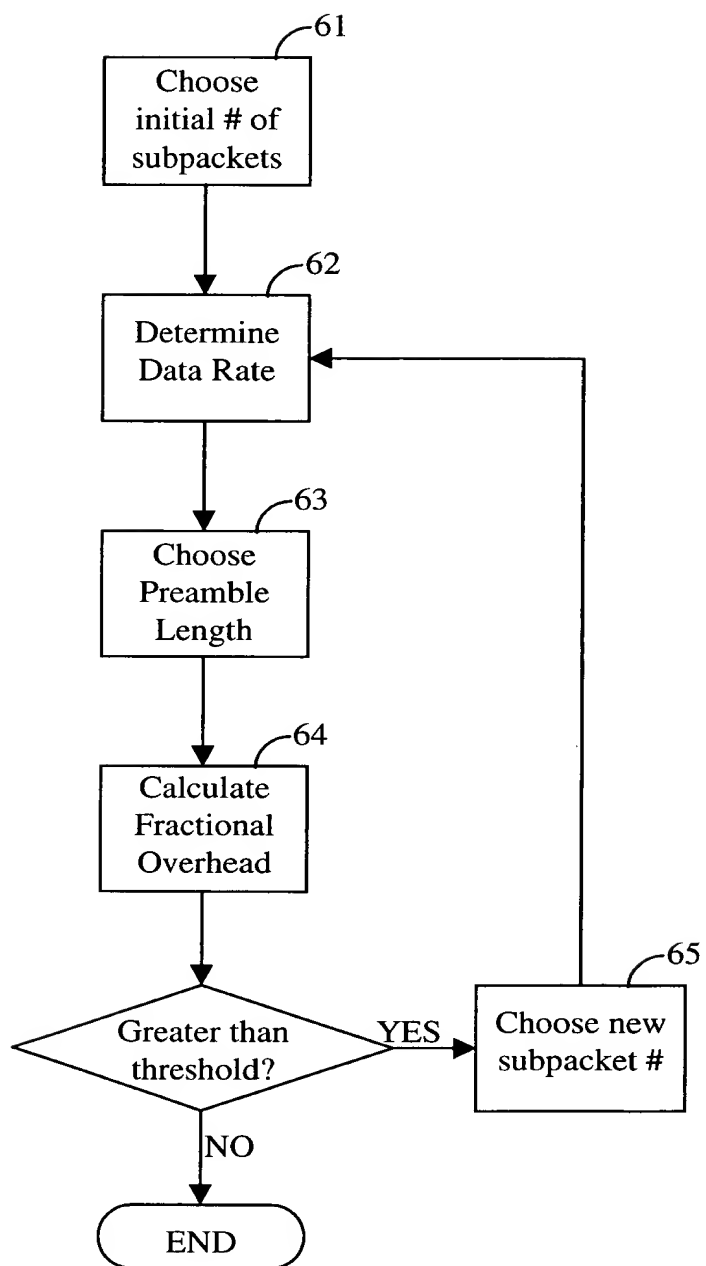 61
Choose
initial # of
subpackets
62
Determine
Data Rate
63
Choose
Preamble
Length
64
Calculate
Fractional
Overhead
65
Greater than
threshold?
YES
Choose new
subpacket #
NO
END